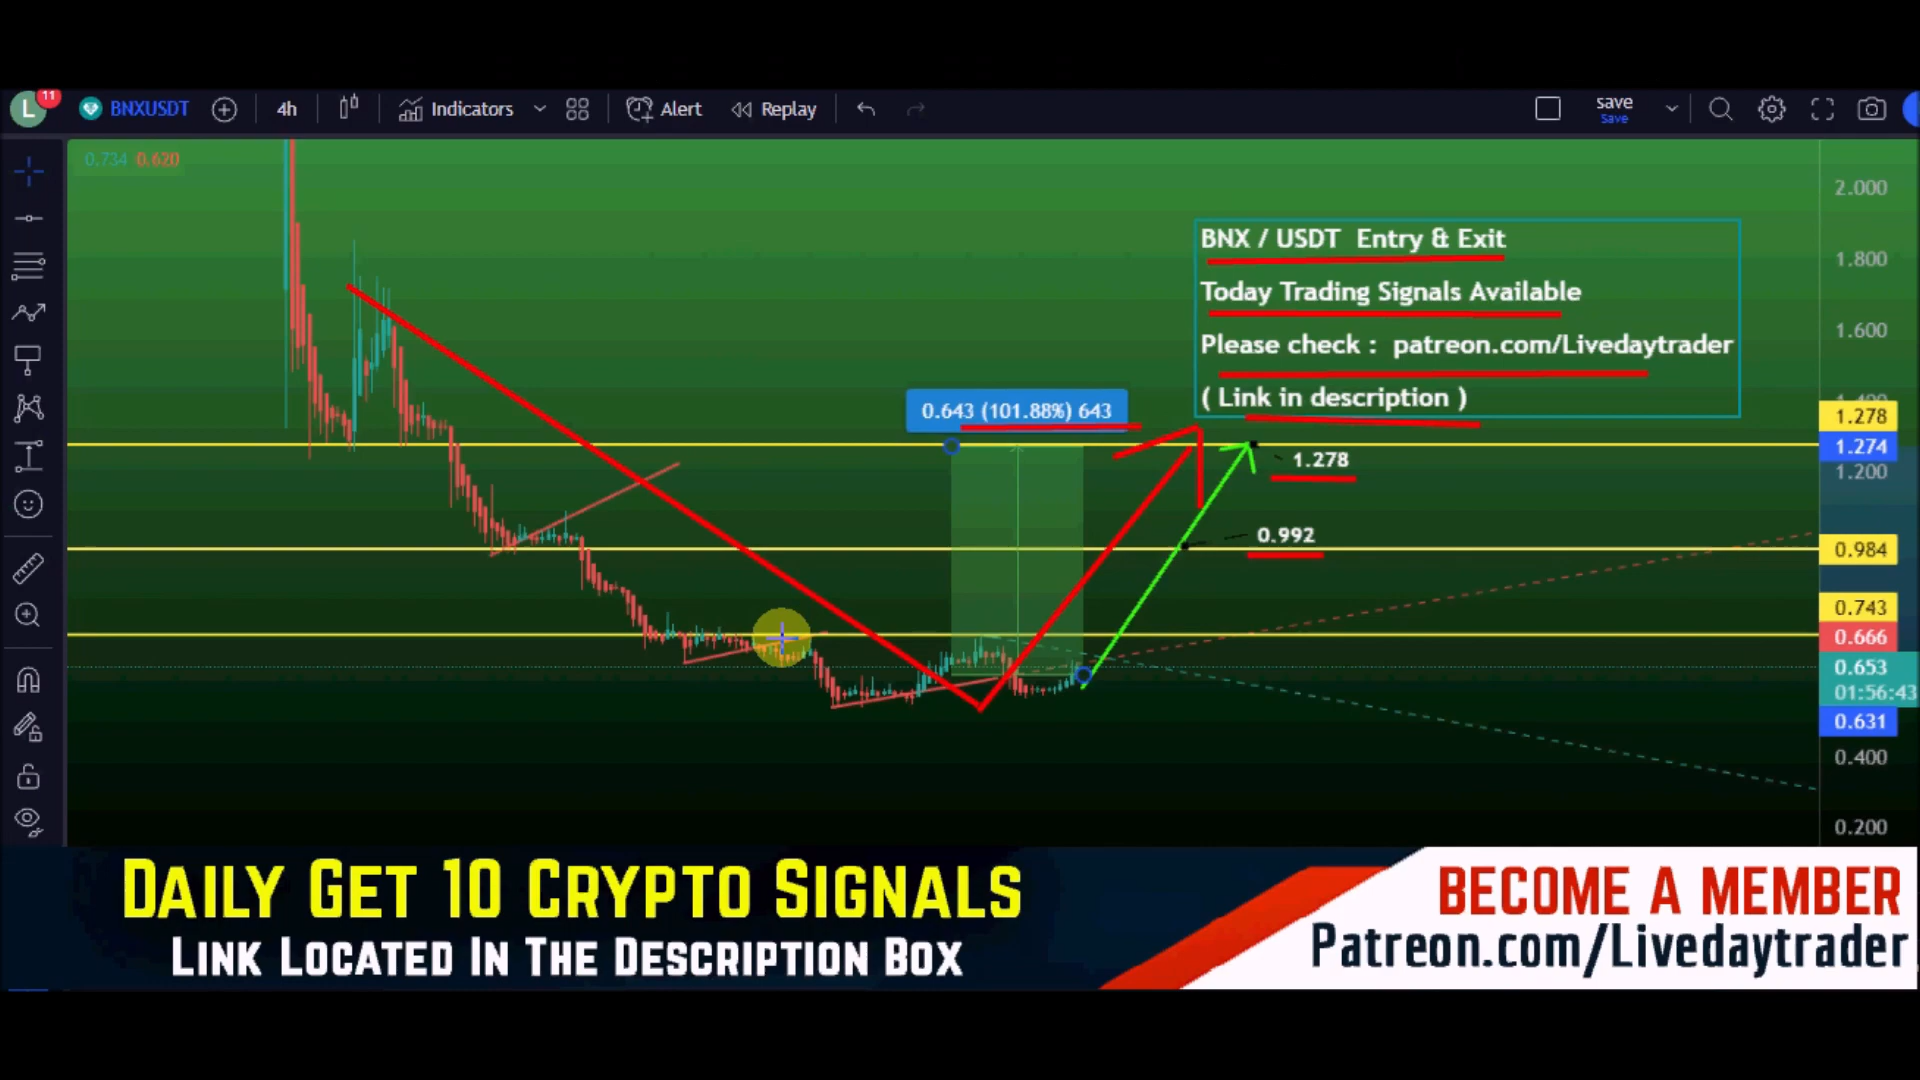 L 11 BNXUSDT 4h Indicators Alert Replay save
Save
0.734 0.620
2.000
BNX / USDT Entry & Exit
1.800
Today Trading Signals Available
1.600
Please check : patreon.com/Livedaytrader
( Link in description )
0.643 (101.88%) 643
1.278
1.274
1.278
1.200
0.992
0.984
0.743
0.666
0.653
01:56:43
0.631
0.400
0.200
DAILY GET 10 CRYPTO SIGNALS
LINK LOCATED IN THE DESCRIPTION BOX
BECOME A MEMBER
Patreon.com/Livedaytrader